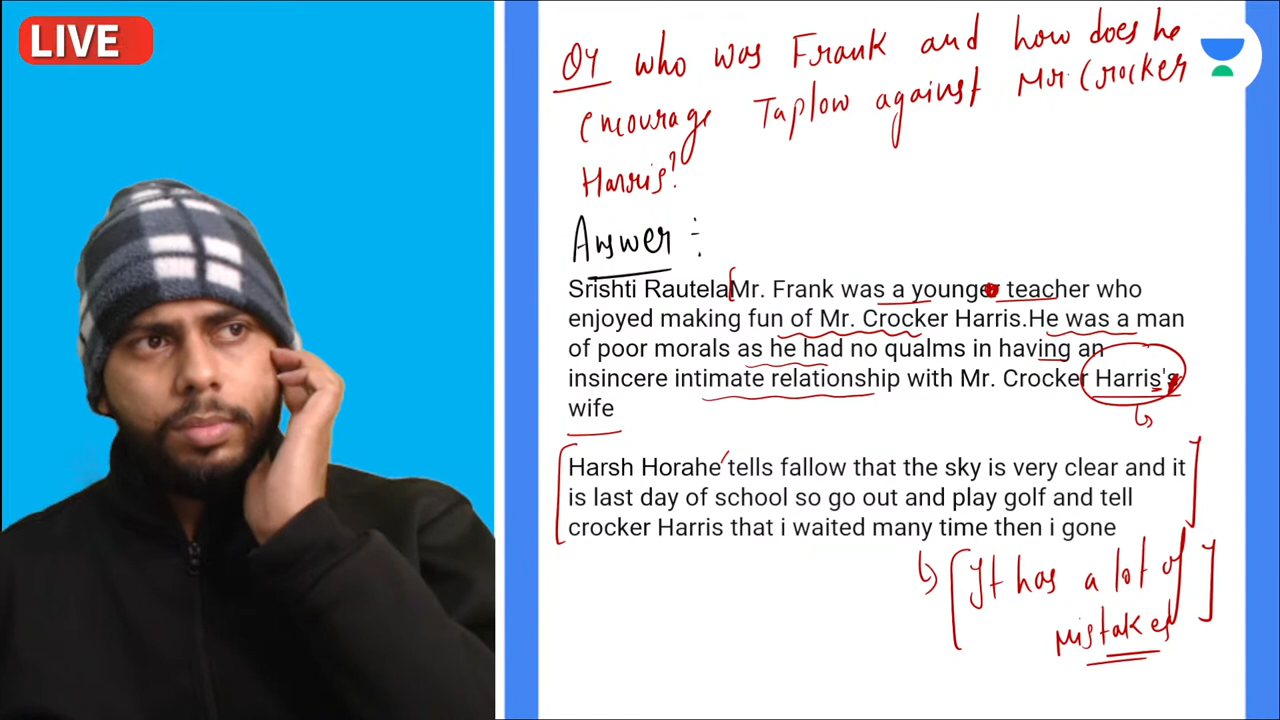 LIVE
Q4 who was Frank and how does he
encourage Taplow against Mr. Crocker
Harris?
Answer :-
Srishti Rautela Mr. Frank was a younger teacher who
enjoyed making fun of Mr. Crocker Harris.He was a man
of poor morals as he had no qualms in having an
insincere intimate relationship with Mr. Crocker Harris's
wife
Harsh Horahe tells fallow that the sky is very clear and it
is last day of school so go out and play golf and tell
crocker Harris that i waited many time then i gone
It has a lot of
mistakes